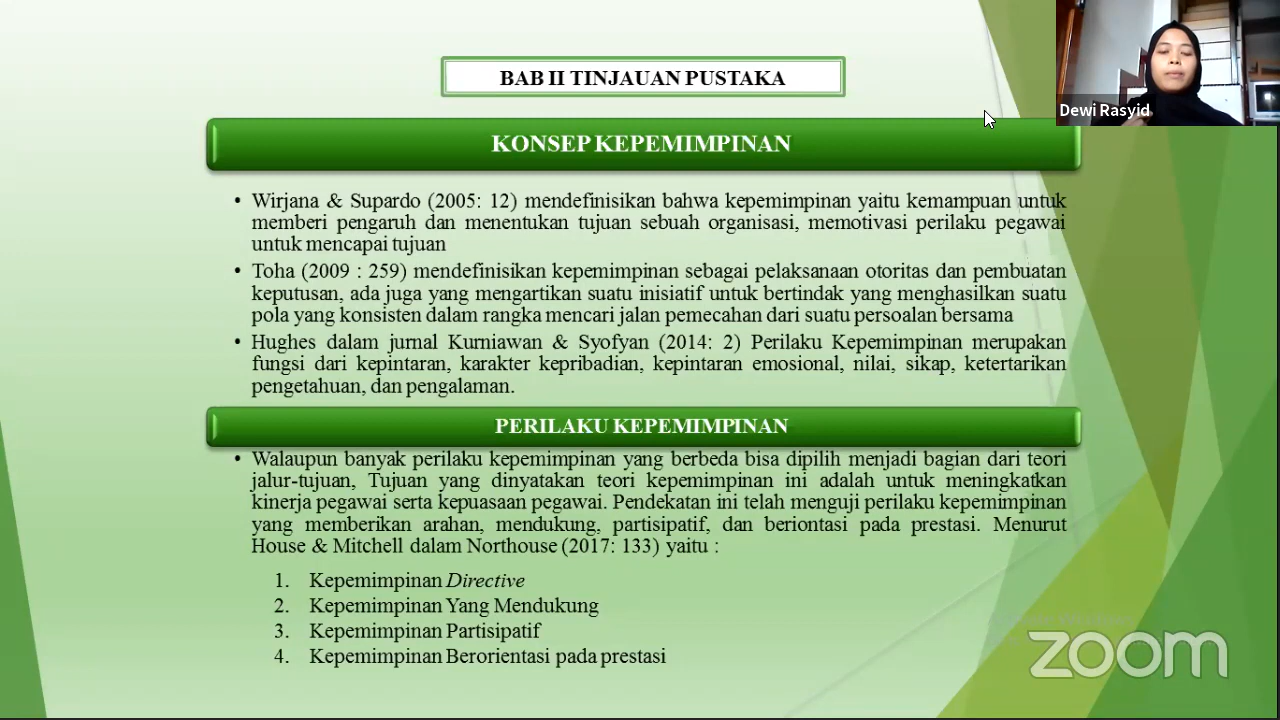 BAB II TINJAUAN PUSTAKA
Dewi Rasyid
KONSEP KEPEMIMPINAN
• Wirjana & Supardo (2005: 12) mendefinisikan bahwa kepemimpinan yaitu kemampuan untuk
memberi pengaruh dan menentukan tujuan sebuah organisasi, memotivasi perilaku pegawai
untuk mencapai tujuan
• Toha (2009 : 259) mendefinisikan kepemimpinan sebagai pelaksanaan otoritas dan pembuatan
keputusan, ada juga yang mengartikan suatu inisiatif untuk bertindak yang menghasilkan suatu
pola yang konsisten dalam rangka mencari jalan pemecahan dari suatu persoalan bersama
• Hughes dalam jurnal Kurniawan & Syofyan (2014: 2) Perilaku Kepemimpinan merupakan
fungsi dari kepintaran, karakter kepribadian, kepintaran emosional, nilai, sikap, ketertarikan
pengetahuan, dan pengalaman.
PERILAKU KEPEMIMPINAN
• Walaupun banyak perilaku kepemimpinan yang berbeda bisa dipilih menjadi bagian dari teori
jalur-tujuan, Tujuan yang dinyatakan teori kepemimpinan ini adalah untuk meningkatkan
kinerja pegawai serta kepuasaan pegawai. Pendekatan ini telah menguji perilaku kepemimpinan
yang memberikan arahan, mendukung, partisipatif, dan beriontasi pada prestasi. Menurut
House & Mitchell dalam Northouse (2017: 133) yaitu :
1. Kepemimpinan Directive
2. Kepemimpinan Yang Mendukung
3. Kepemimpinan Partisipatif
4. Kepemimpinan Berorientasi pada prestasi
zoom